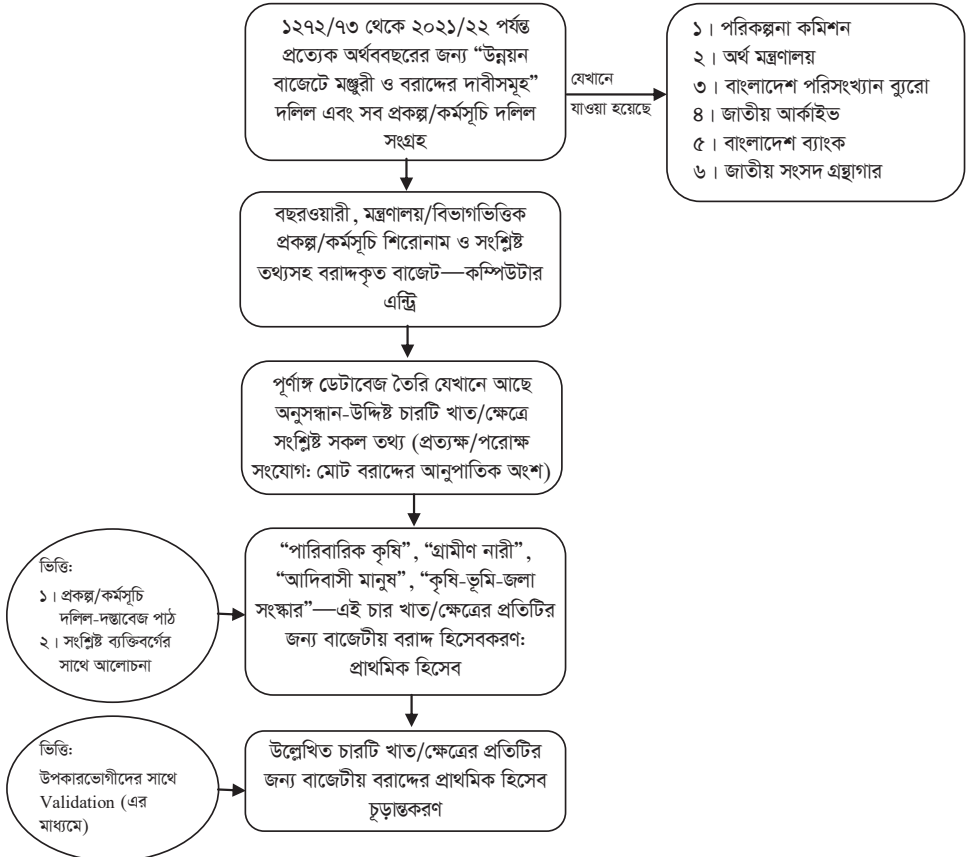 ১২৭২/৭৩ থেকে ২০২১/২২ পর্যন্ত
প্রত্যেক অর্থববছরের জন্য “উন্নয়ন
বাজেটে মঞ্জুরী ও বরাদ্দের দাবীসমূহ”
দলিল এবং সব প্রকল্প/কর্মসূচি দলিল
সংগ্রহ
যেখানে
যাওয়া হয়েছে
১। পরিকল্পনা কমিশন
২। অর্থ মন্ত্রণালয়
৩। বাংলাদেশ পরিসংখ্যান ব্যুরো
৪। জাতীয় আর্কাইভ
৫। বাংলাদেশ ব্যাংক
৬। জাতীয় সংসদ গ্রন্থাগার
বছরওয়ারী, মন্ত্রণালয়/বিভাগভিত্তিক
প্রকল্প/কর্মসূচি শিরোনাম ও সংশ্লিষ্ট
তথ্যসহ বরাদ্দকৃত বাজেট—কম্পিউটার
এন্ট্রি
পূর্ণাঙ্গ ডেটাবেজ তৈরি যেখানে আছে
অনুসন্ধান-উদ্দিষ্ট চারটি খাত/ক্ষেত্রে
সংশ্লিষ্ট সকল তথ্য (প্রত্যক্ষ/পরোক্ষ
সংযোগ: মোট বরাদ্দের আনুপাতিক অংশ)
ভিত্তি:
১। প্রকল্প/কর্মসূচি
দলিল-দস্তাবেজ পাঠ
২। সংশ্লিষ্ট ব্যক্তিবর্গের
সাথে আলোচনা
“পারিবারিক কৃষি”, “গ্রামীণ নারী”,
“আদিবাসী মানুষ”, “কৃষি-ভূমি-জলা
সংস্কার”—এই চার খাত/ক্ষেত্রের প্রতিটির
জন্য বাজেটীয় বরাদ্দ হিসেবকরণ:
প্রাথমিক হিসেব
ভিত্তি:
উপকারভোগীদের সাথে
Validation (এর
মাধ্যমে)
উল্লেখিত চারটি খাত/ক্ষেত্রের প্রতিটির
জন্য বাজেটীয় বরাদ্দের প্রাথমিক হিসেব
চূড়ান্তকরণ